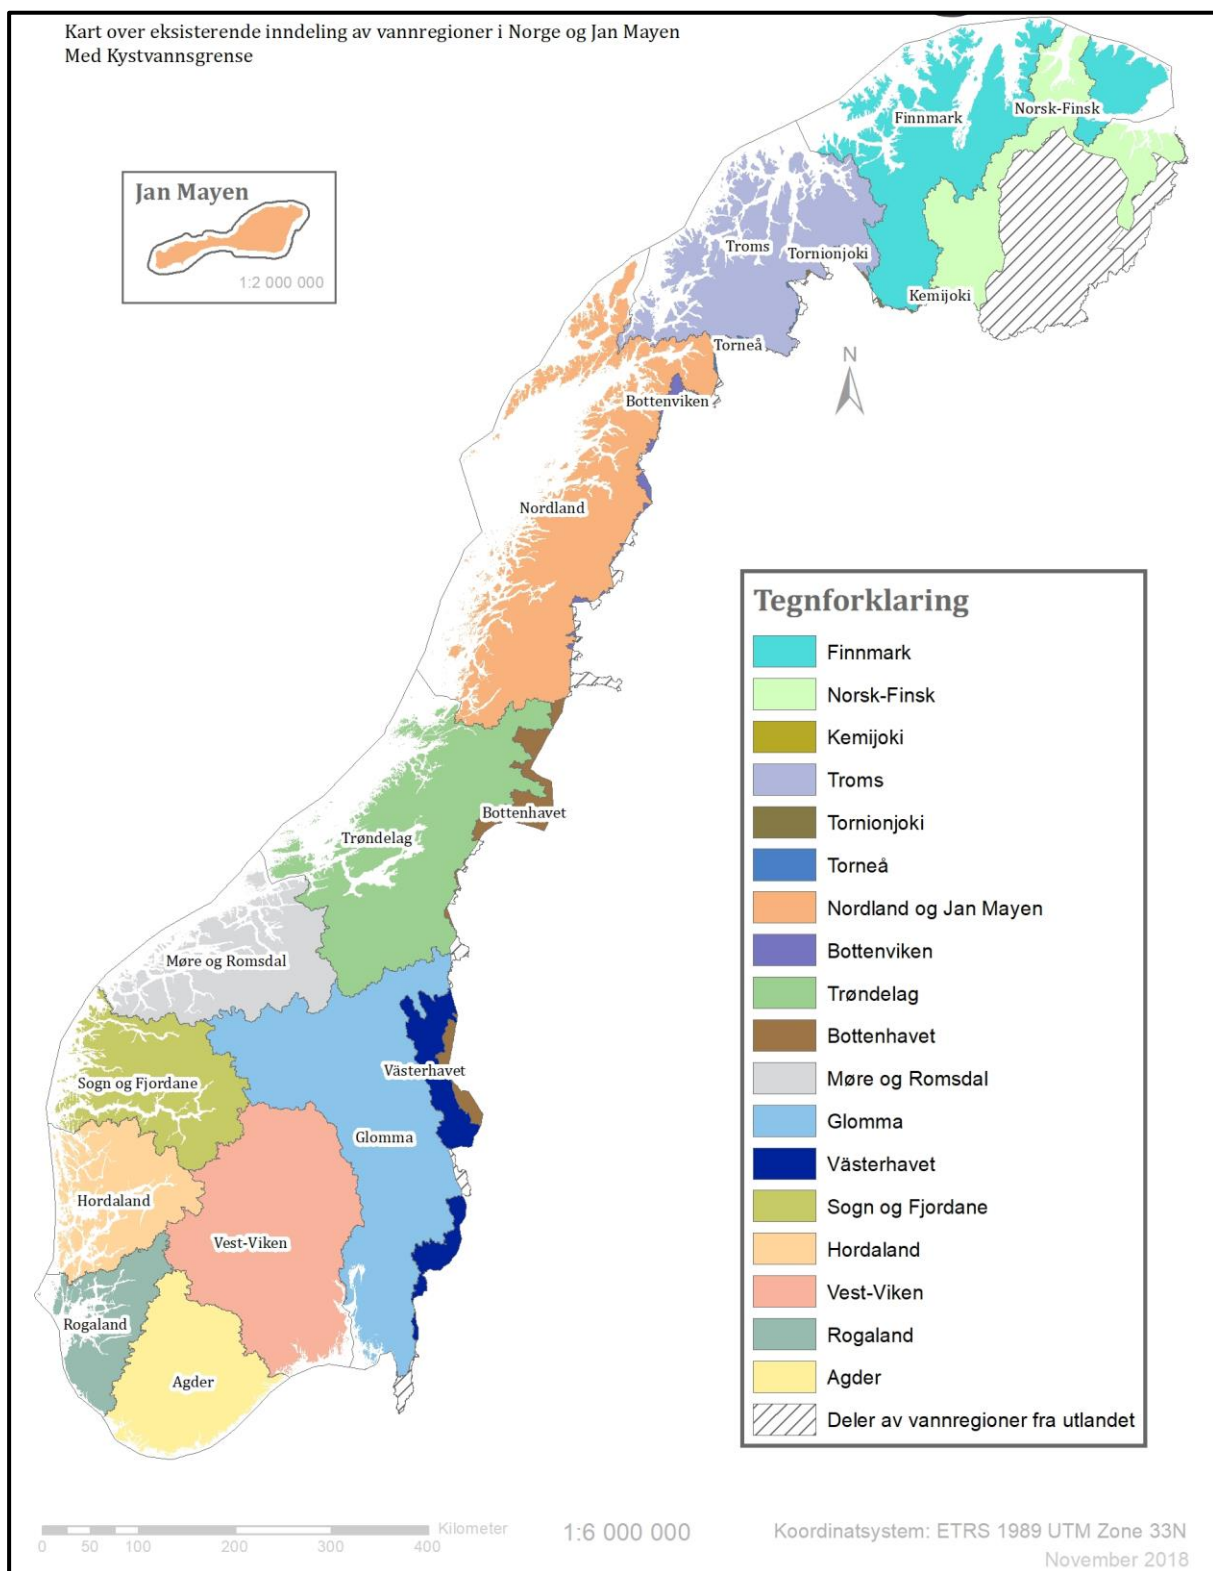 Kart over eksisterende inndeling av vannregioner i Norge og Jan Mayen
Med Kystvannsgrense
Jan Mayen
1:2 000 000
Finnmark
Norsk-Finsk
Troms
Tornionjoki
Kemijoki
Torneå
N
Bottenviken
Nordland
Bottenhavet
Trøndelag
Møre og Romsdal
Västerhavet
Sogn og Fjordane
Glomma
Hordaland
Vest-Viken
Rogaland
Agder
Tegnforklaring
Finnmark
Norsk-Finsk
Kemijoki
Troms
Tornionjoki
Torneå
Nordland og Jan Mayen
Bottenviken
Trøndelag
Bottenhavet
Møre og Romsdal
Glomma
Västerhavet
Sogn og Fjordane
Hordaland
Vest-Viken
Rogaland
Agder
Deler av vannregioner fra utlandet
Kilometer
0 50 100 200 300 400
1:6 000 000
Koordinatsystem: ETRS 1989 UTM Zone 33N
November 2018